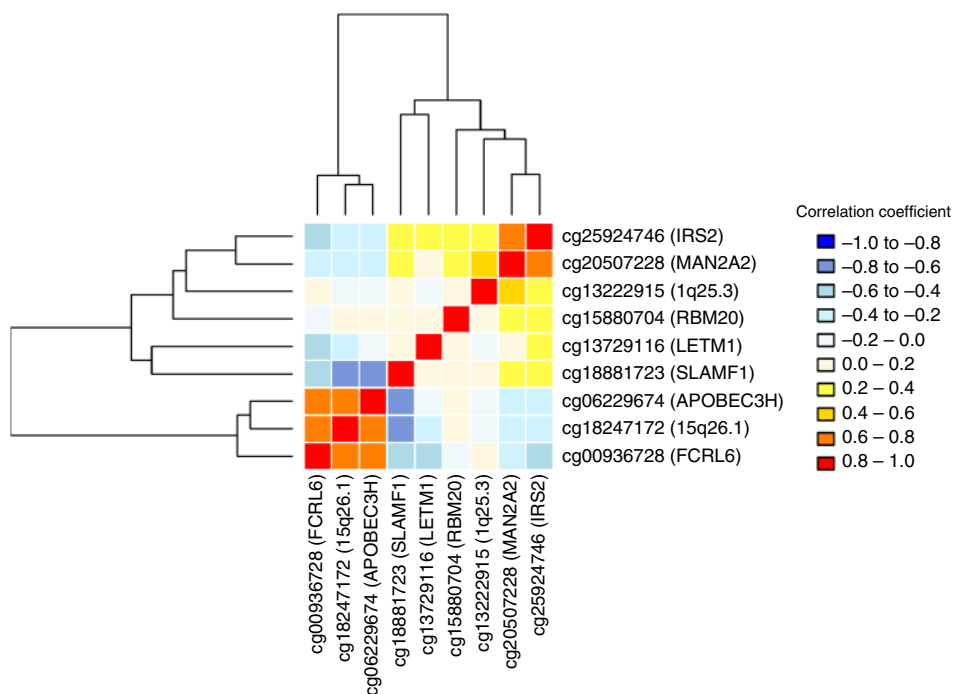 Correlation coefficient
–1.0 to –0.8
–0.8 to –0.6
–0.6 to –0.4
–0.4 to –0.2
–0.2 – 0.0
0.0 – 0.2
0.2 – 0.4
0.4 – 0.6
0.6 – 0.8
0.8 – 1.0
cg25924746 (IRS2)
cg20507228 (MAN2A2)
cg13222915 (1q25.3)
cg15880704 (RBM20)
cg13729116 (LETM1)
cg18881723 (SLAMF1)
cg06229674 (APOBEC3H)
cg18247172 (15q26.1)
cg00936728 (FCRL6)
cg00936728 (FCRL6)
cg18247172 (15q26.1)
cg06229674 (APOBEC3H)
cg18881723 (SLAMF1)
cg13729116 (LETM1)
cg15880704 (RBM20)
cg13222915 (1q25.3)
cg20507228 (MAN2A2)
cg25924746 (IRS2)